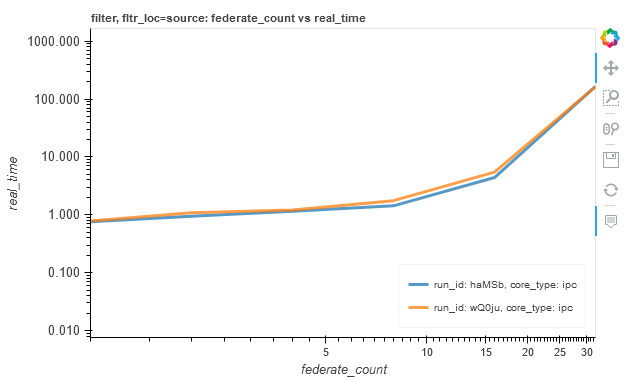 filter, fltr_loc=source: federate_count vs real_time
1000.000
100.000
10.000
1.000
0.100
0.010
real_time
run_id: haMSb, core_type: ipc
run_id: wQ0ju, core_type: ipc
5
10
15
20
25
30
federate_count